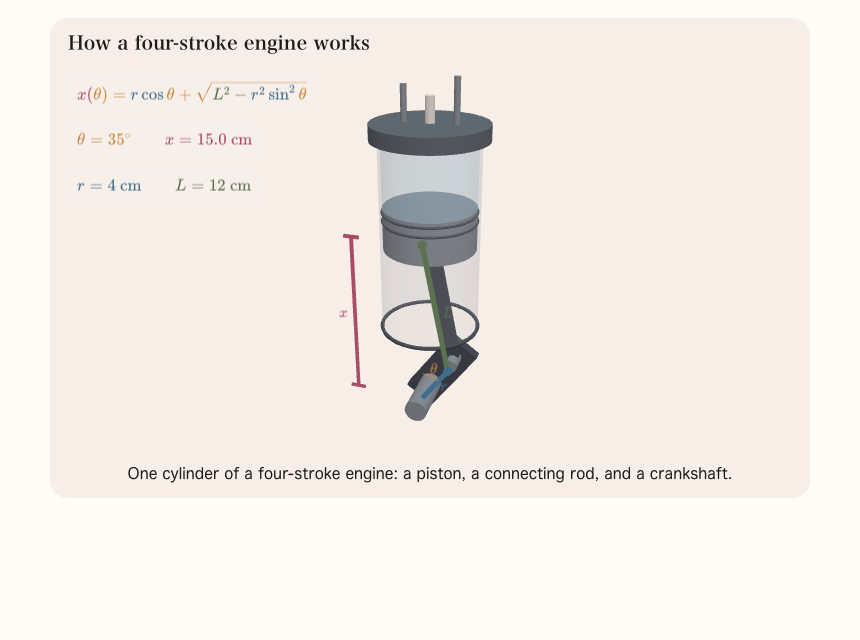 How a four-stroke engine works
x(θ) = r cos θ + √(L² − r² sin² θ)
θ = 35° x = 15.0 cm
r = 4 cm L = 12 cm
x
L
θ
One cylinder of a four-stroke engine: a piston, a connecting rod, and a crankshaft.